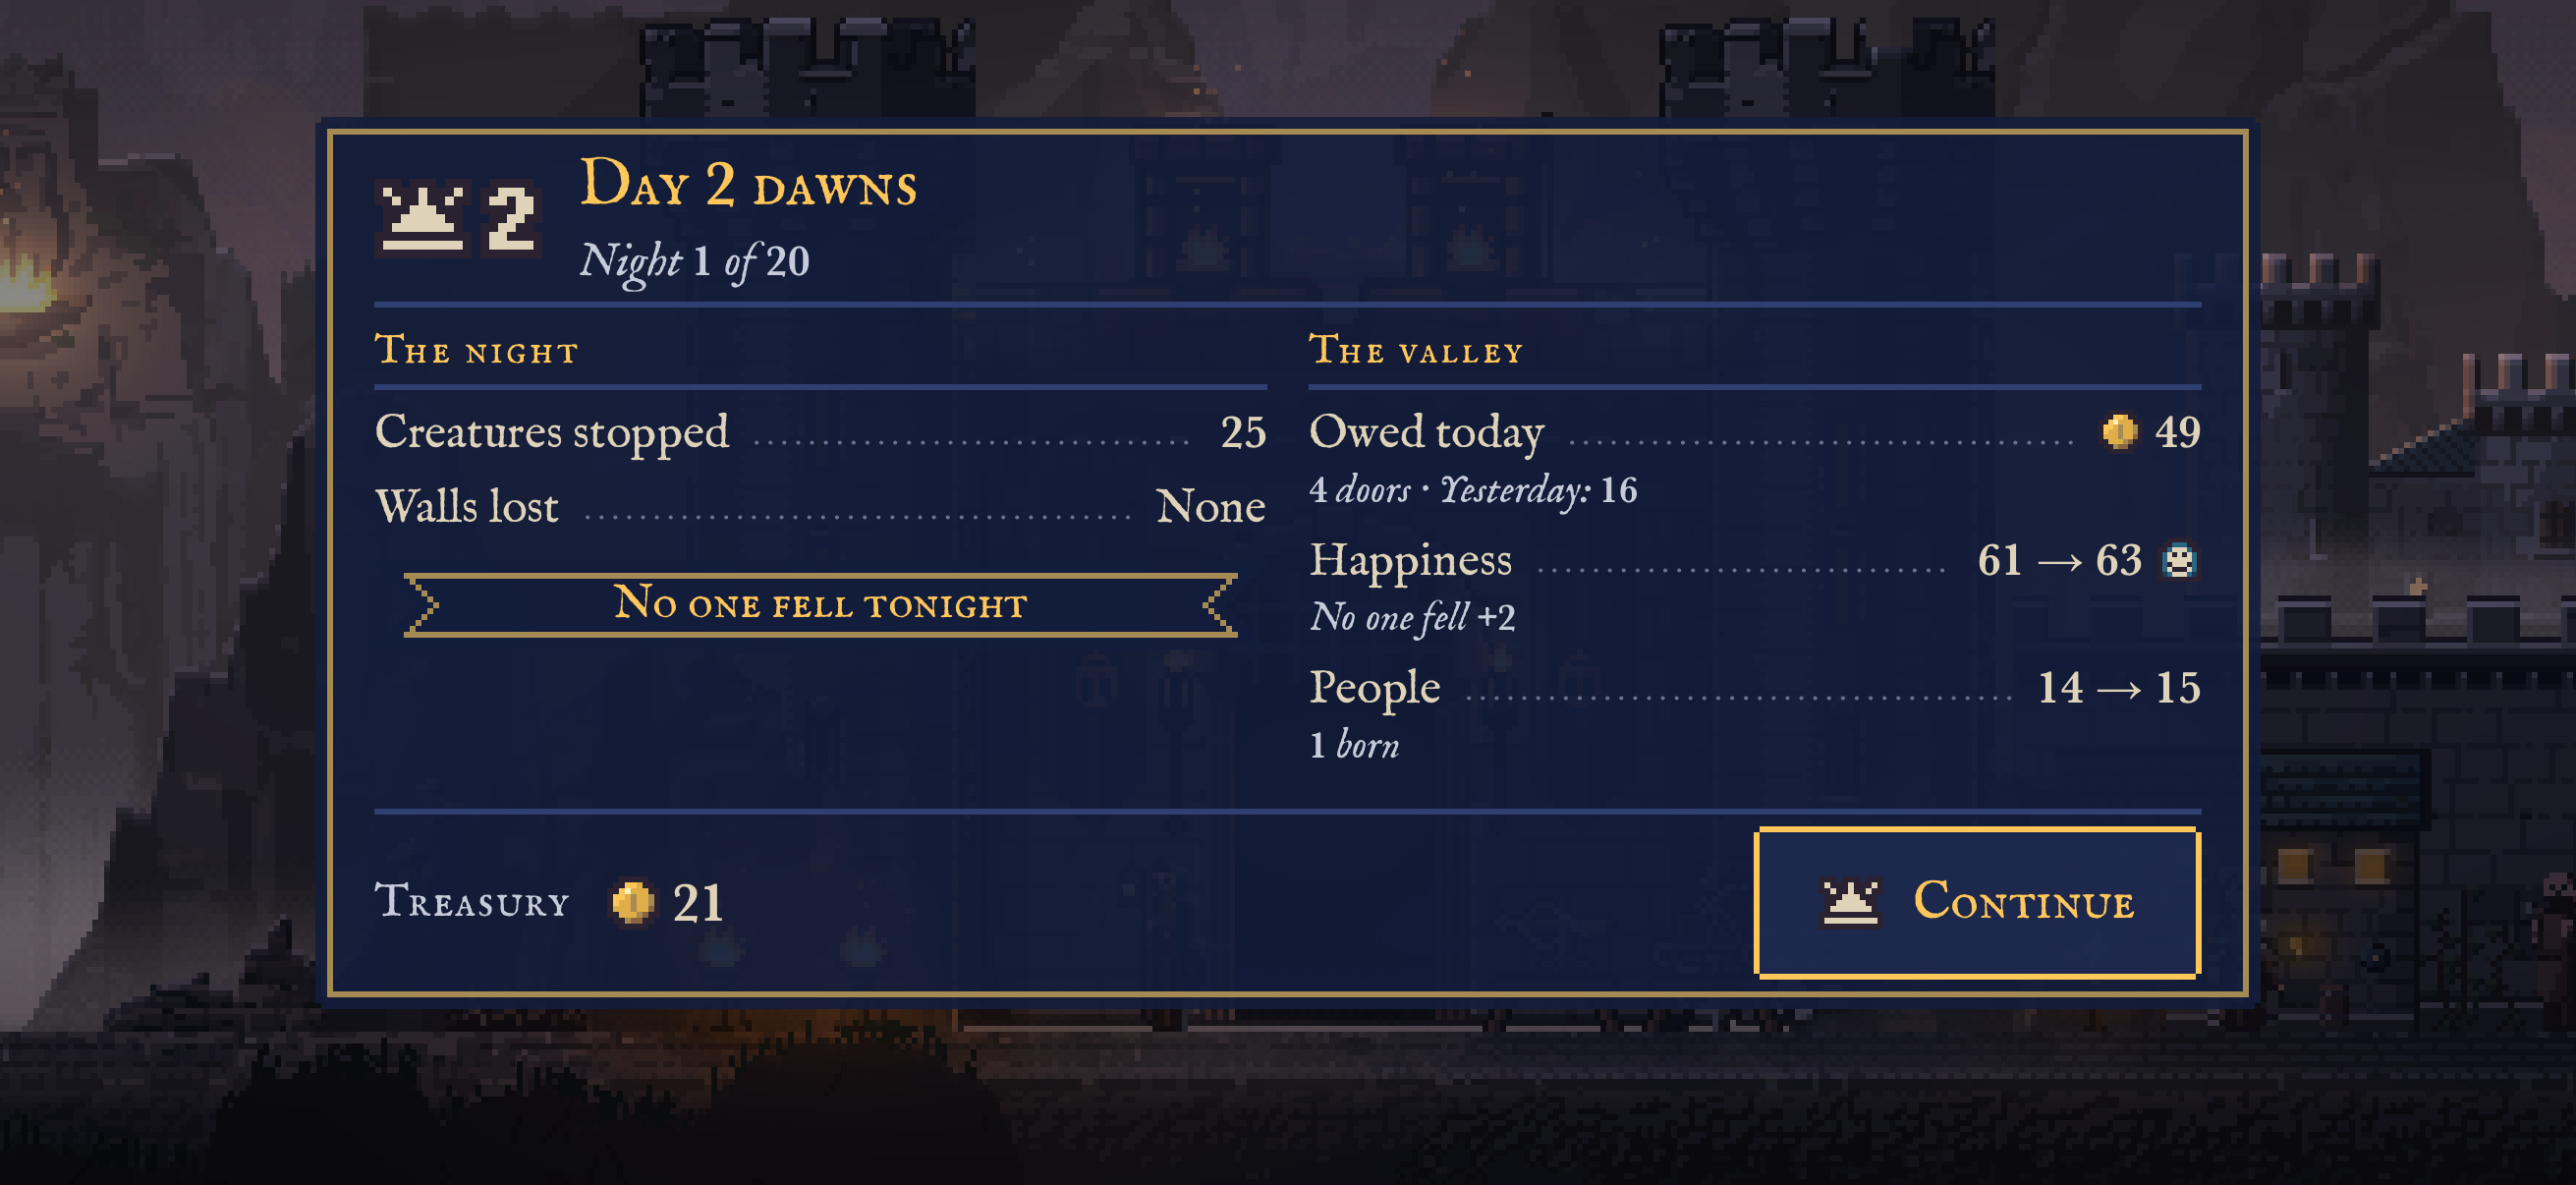 2
Day 2 dawns
Night 1 of 20
The night
Creatures stopped 25
Walls lost None
No one fell tonight
The valley
Owed today 49
4 doors · Yesterday: 16
Happiness 61 → 63
No one fell +2
People 14 → 15
1 born
Treasury 21
Continue